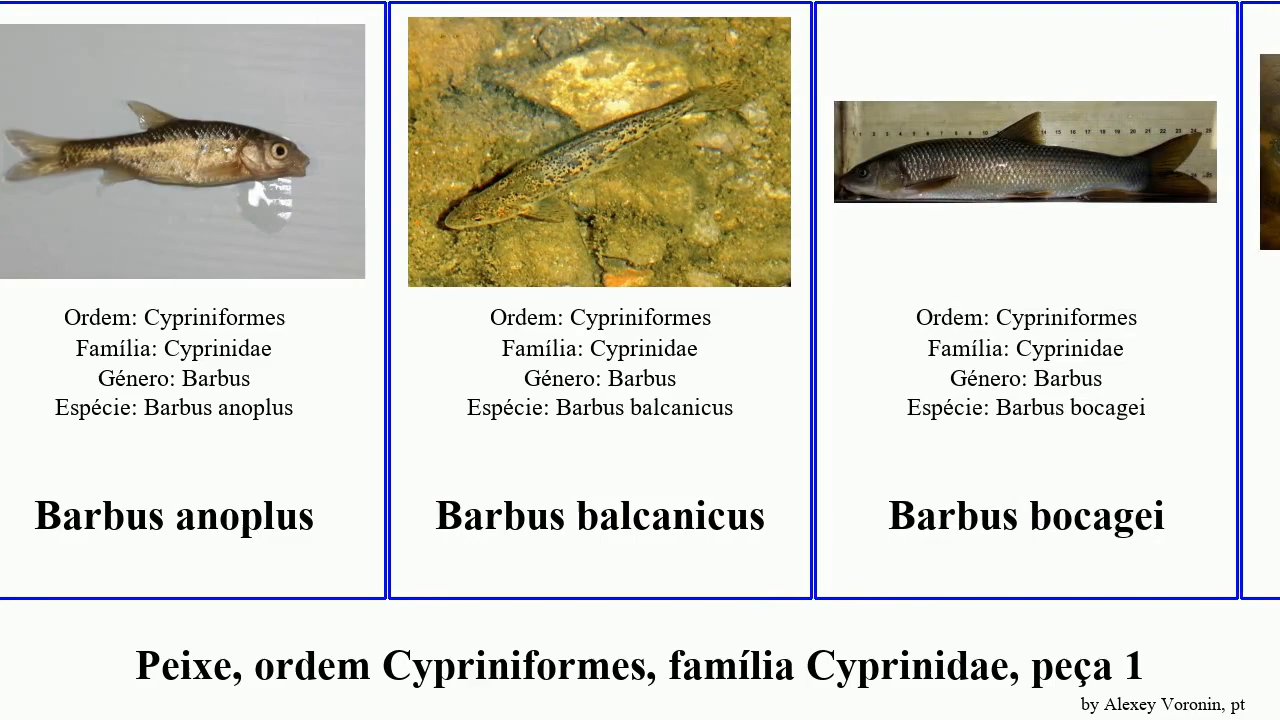 Ordem: Cypriniformes
Família: Cyprinidae
Género: Barbus
Espécie: Barbus anoplus
Barbus anoplus
Ordem: Cypriniformes
Família: Cyprinidae
Género: Barbus
Espécie: Barbus balcanicus
Barbus balcanicus
Ordem: Cypriniformes
Família: Cyprinidae
Género: Barbus
Espécie: Barbus bocagei
Barbus bocagei
Peixe, ordem Cypriniformes, família Cyprinidae, peça 1
by Alexey Voronin, pt